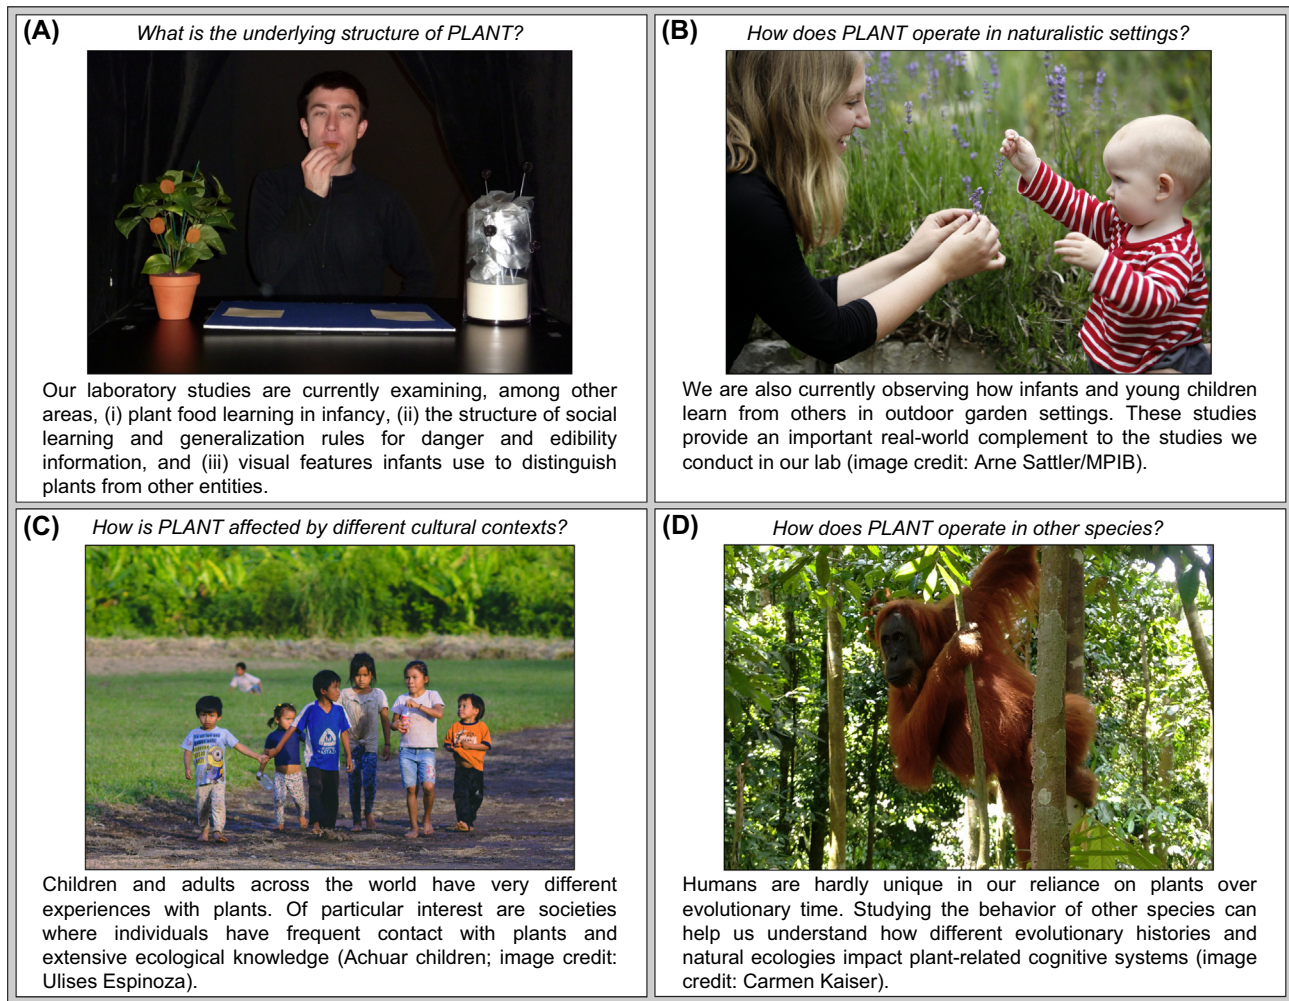 (A)
What is the underlying structure of PLANT?
Our laboratory studies are currently examining, among other
areas, (i) plant food learning in infancy, (ii) the structure of social
learning and generalization rules for danger and edibility
information, and (iii) visual features infants use to distinguish
plants from other entities.
(B)
How does PLANT operate in naturalistic settings?
We are also currently observing how infants and young children
learn from others in outdoor garden settings. These studies
provide an important real-world complement to the studies we
conduct in our lab (image credit: Arne Sattler/MPIB).
(C)
How is PLANT affected by different cultural contexts?
Children and adults across the world have very different
experiences with plants. Of particular interest are societies
where individuals have frequent contact with plants and
extensive ecological knowledge (Achuar children; image credit:
Ulises Espinoza).
(D)
How does PLANT operate in other species?
Humans are hardly unique in our reliance on plants over
evolutionary time. Studying the behavior of other species can
help us understand how different evolutionary histories and
natural ecologies impact plant-related cognitive systems (image
credit: Carmen Kaiser).